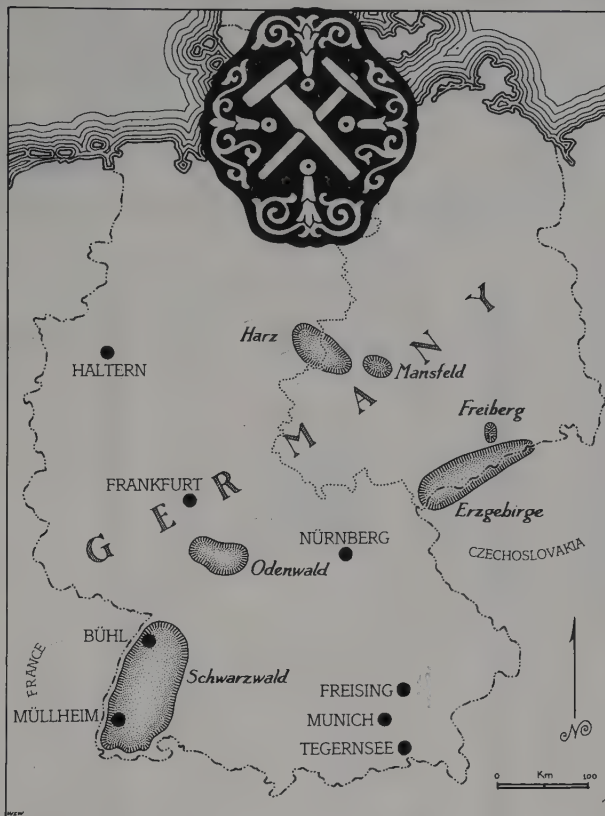 Harz
HALTERN
Mansfeld
Freiberg
FRANKFURT
GERMANY
Erzgebirge
NÜRNBERG
CZECHOSLOVAKIA
Odenwald
BÜHL
FRANCE
Schwarzwald
FREISING
MÜLLHEIM
MUNICH
N
TEGERNSEE
0 Km 100